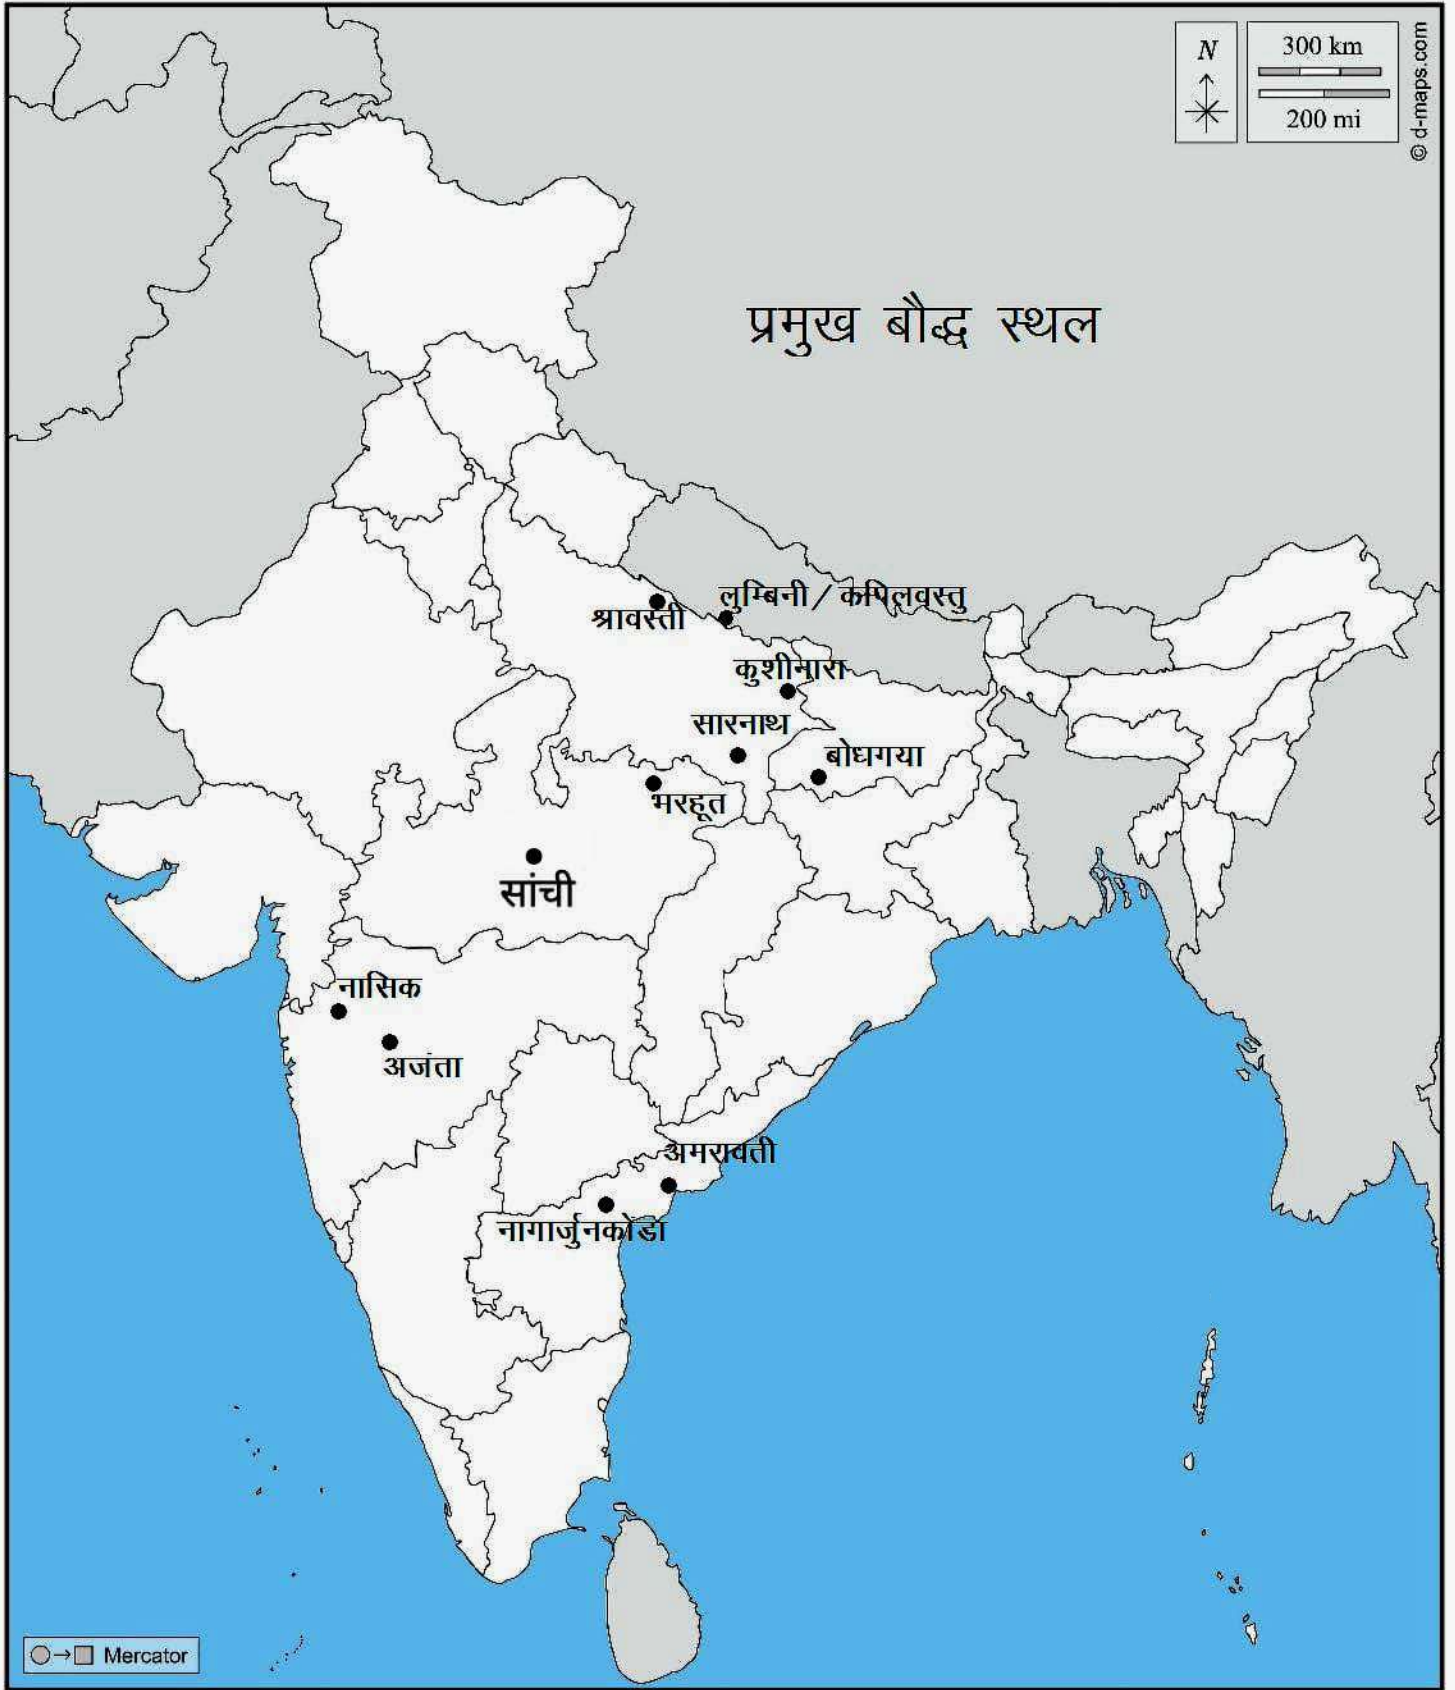 N
300 km
200 mi
© d-maps.com
प्रमुख बौद्ध स्थल
लुम्बिनी / कपिलवस्तु
श्रावस्ती
कुशीनारा
सारनाथ
बोधगया
भरहूत
सांची
नासिक
अजंता
अमरावती
नागार्जुनकोंडा
Mercator